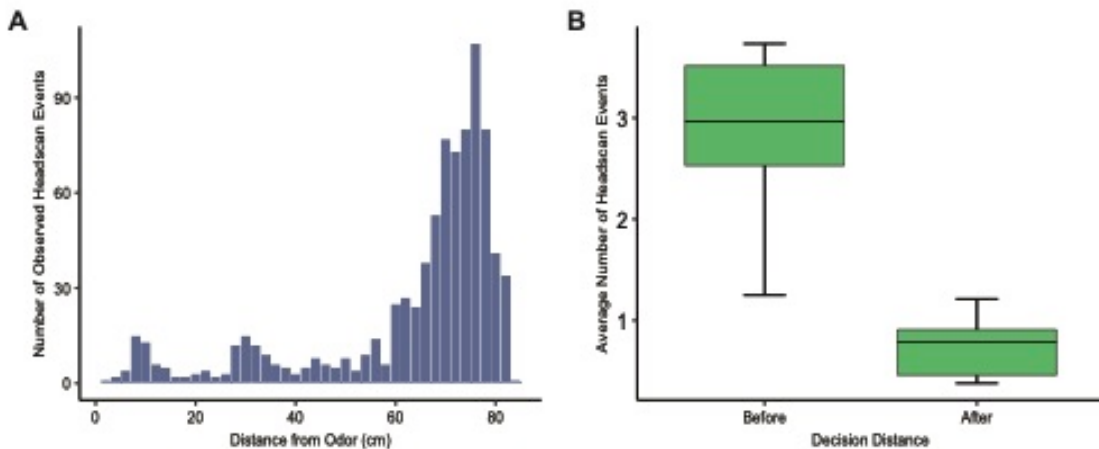 A
Number of Observed Headscan Events
90
60
30
0
0 20 40 60 80
Distance from Odor (cm)
B
Average Number of Headscan Events
3
2
1
Before After
Decision Distance